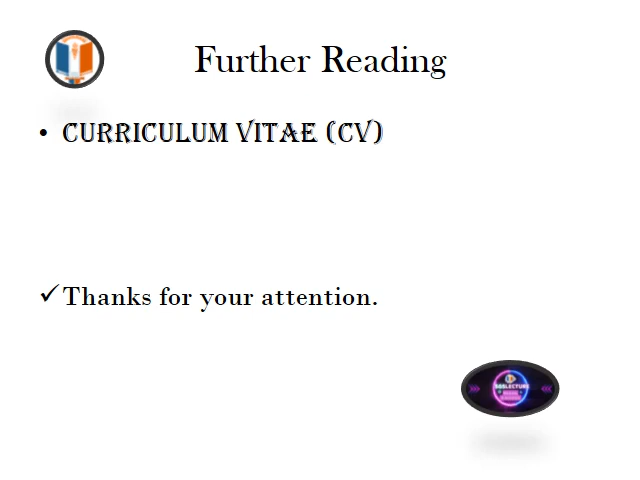 Further Reading
• CURRICULUM VITAE (CV)
✓ Thanks for your attention.